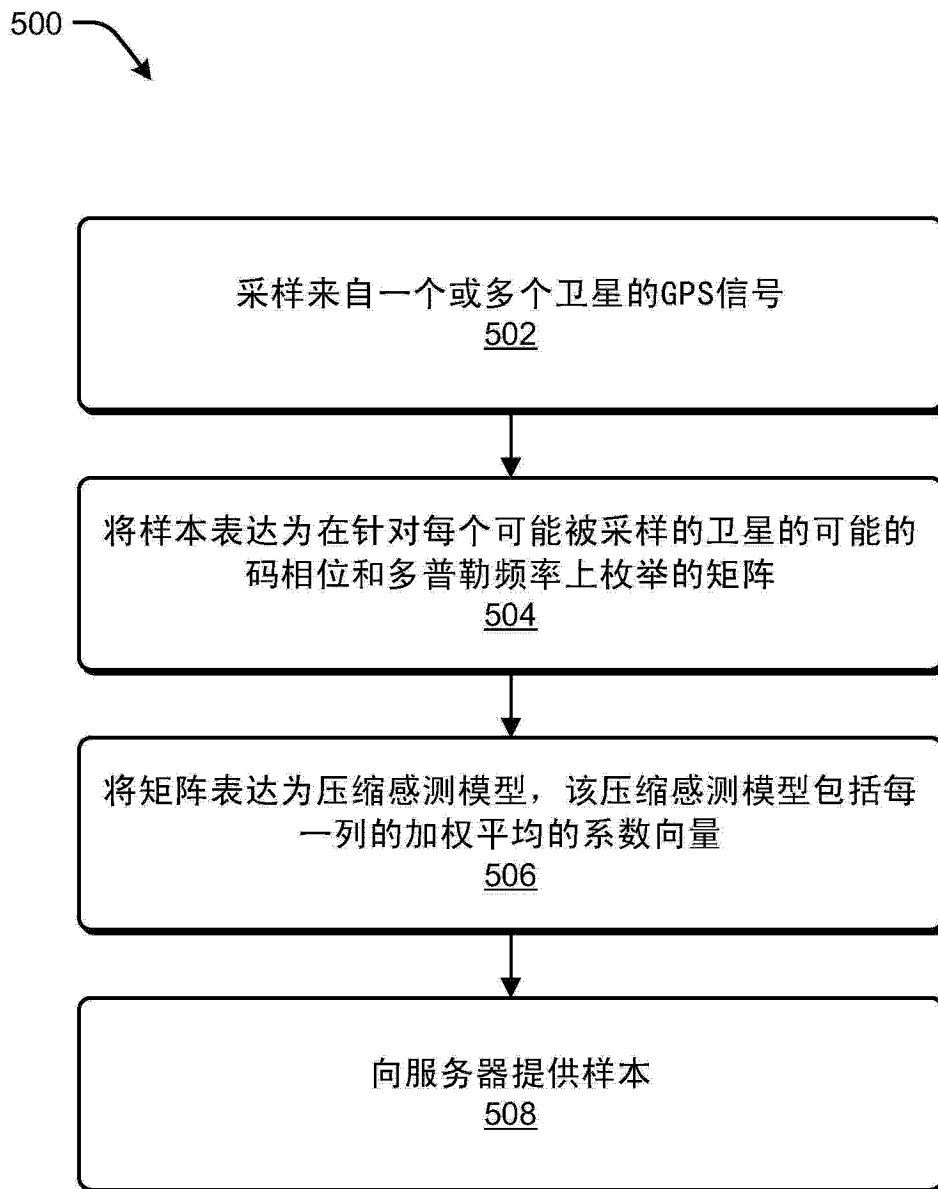 500
采样来自一个或多个卫星的GPS信号
502
将样本表达为在针对每个可能被采样的卫星的可能的
码相位和多普勒频率上枚举的矩阵
504
将矩阵表达为压缩感测模型，该压缩感测模型包括每
一列的加权平均的系数向量
506
向服务器提供样本
508